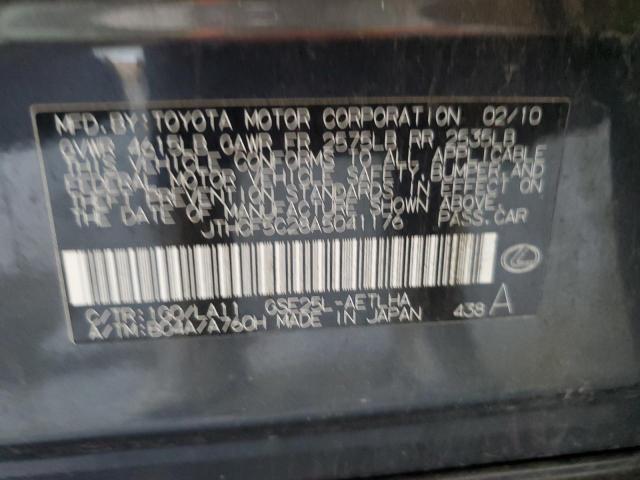 MFD.BY:TOYOTA MOTOR CORPORATION 02/10
GVWR 4615LB GAWR FR 2575LB RR 2535LB
THIS VEHICLE CONFORMS TO ALL APPLICABLE
FEDERAL MOTOR VEHICLE SAFETY,BUMPER,AND
THEFT PREVENTION STANDARDS IN EFFECT ON
THE DATE OF MANUFACTURE SHOWN ABOVE.
JTHCF5C28A5041176 PASS.CAR
C/TR:1G0/LA11 GSE25L-AETLHA
A/TM:B04A/A760H MADE IN JAPAN 438 A